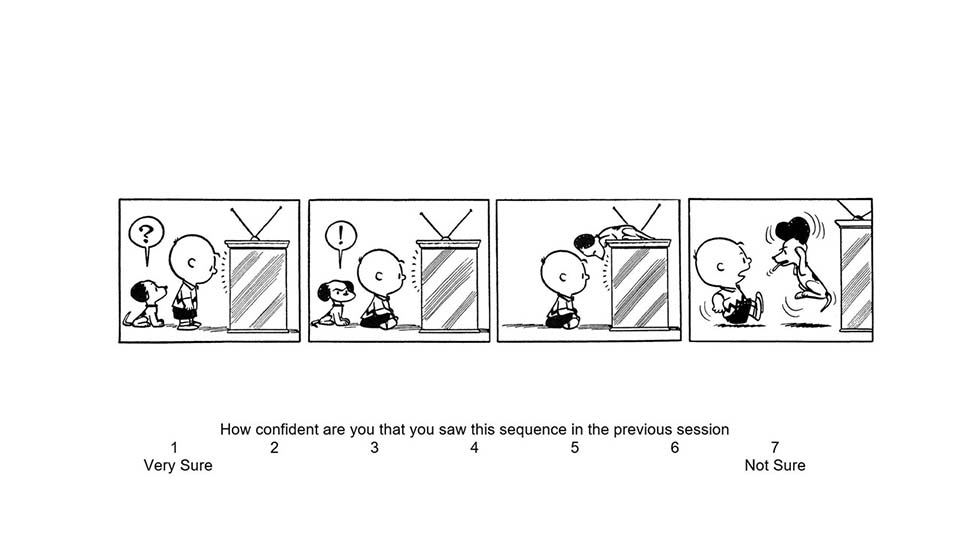 ?
!
How confident are you that you saw this sequence in the previous session
1 2 3 4 5 6 7
Very Sure Not Sure